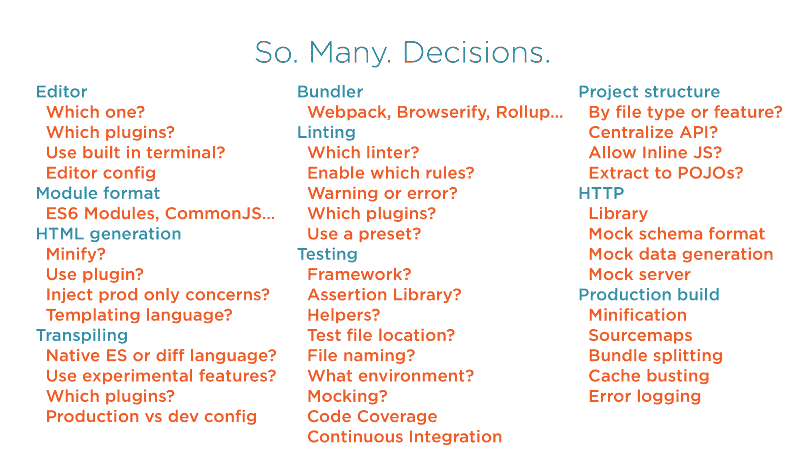 So. Many. Decisions.
Editor
Which one?
Which plugins?
Use built in terminal?
Editor config
Module format
ES6 Modules, CommonJS...
HTML generation
Minify?
Use plugin?
Inject prod only concerns?
Templating language?
Transpiling
Native ES or diff language?
Use experimental features?
Which plugins?
Production vs dev config
Bundler
Webpack, Browserify, Rollup...
Linting
Which linter?
Enable which rules?
Warning or error?
Which plugins?
Use a preset?
Testing
Framework?
Assertion Library?
Helpers?
Test file location?
File naming?
What environment?
Mocking?
Code Coverage
Continuous Integration
Project structure
By file type or feature?
Centralize API?
Allow Inline JS?
Extract to POJOs?
HTTP
Library
Mock schema format
Mock data generation
Mock server
Production build
Minification
Sourcemaps
Bundle splitting
Cache busting
Error logging